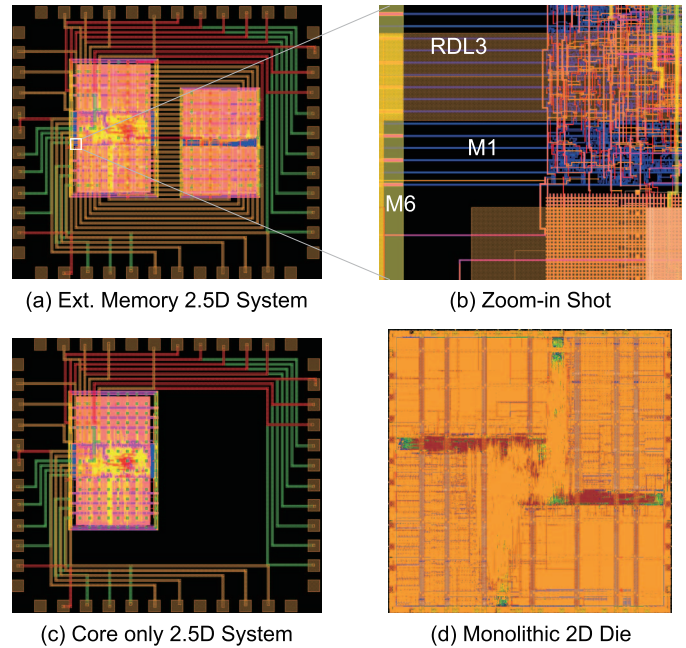 RDL3
M1
M6
(a) Ext. Memory 2.5D System
(b) Zoom-in Shot
(c) Core only 2.5D System
(d) Monolithic 2D Die